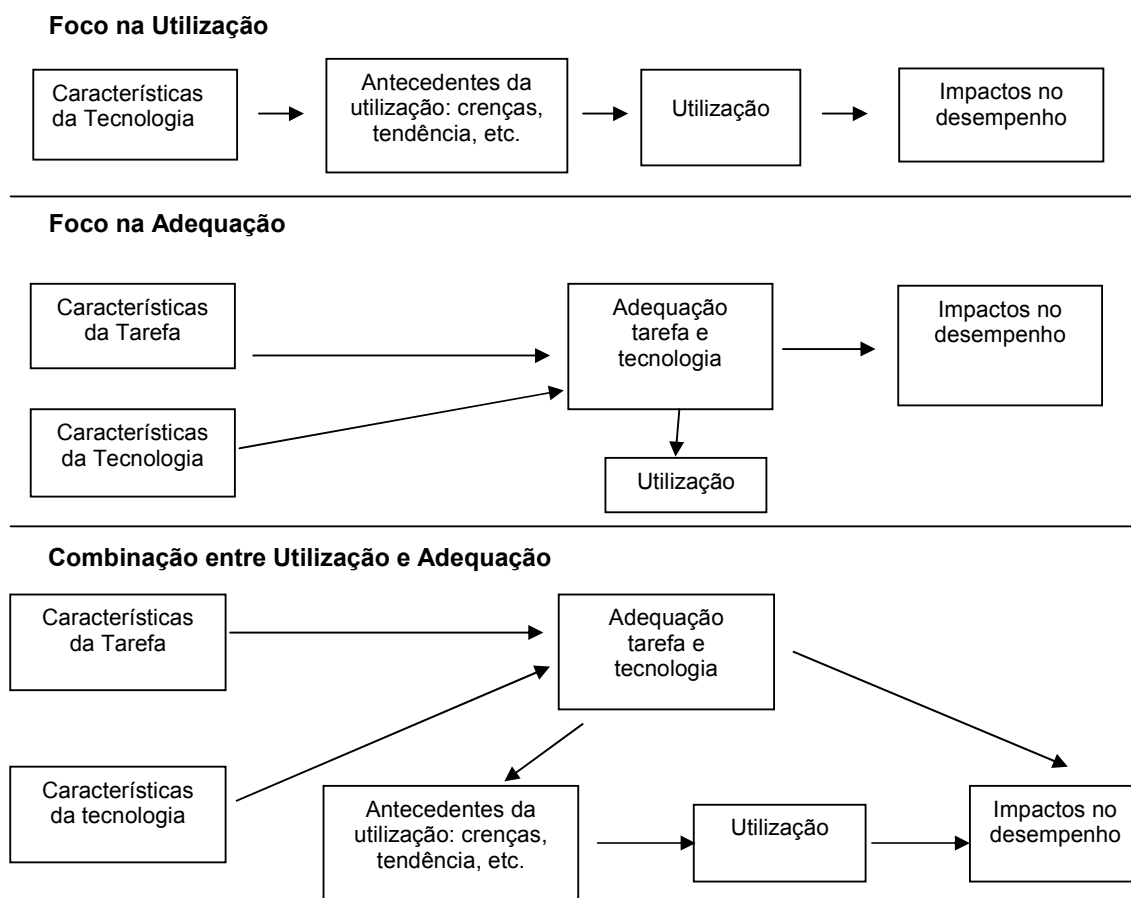 Foco na Utilização
Características
da Tecnologia
Antecedentes da
utilização: crenças,
tendência, etc.
Utilização
Impactos no
desempenho
Foco na Adequação
Características
da Tarefa
Adequação
tarefa e
tecnologia
Impactos no
desempenho
Características
da Tecnologia
Utilização
Combinação entre Utilização e Adequação
Características
da Tarefa
Adequação
tarefa e
tecnologia
Características
da tecnologia
Antecedentes da
utilização: crenças,
tendência, etc.
Utilização
Impactos no
desempenho